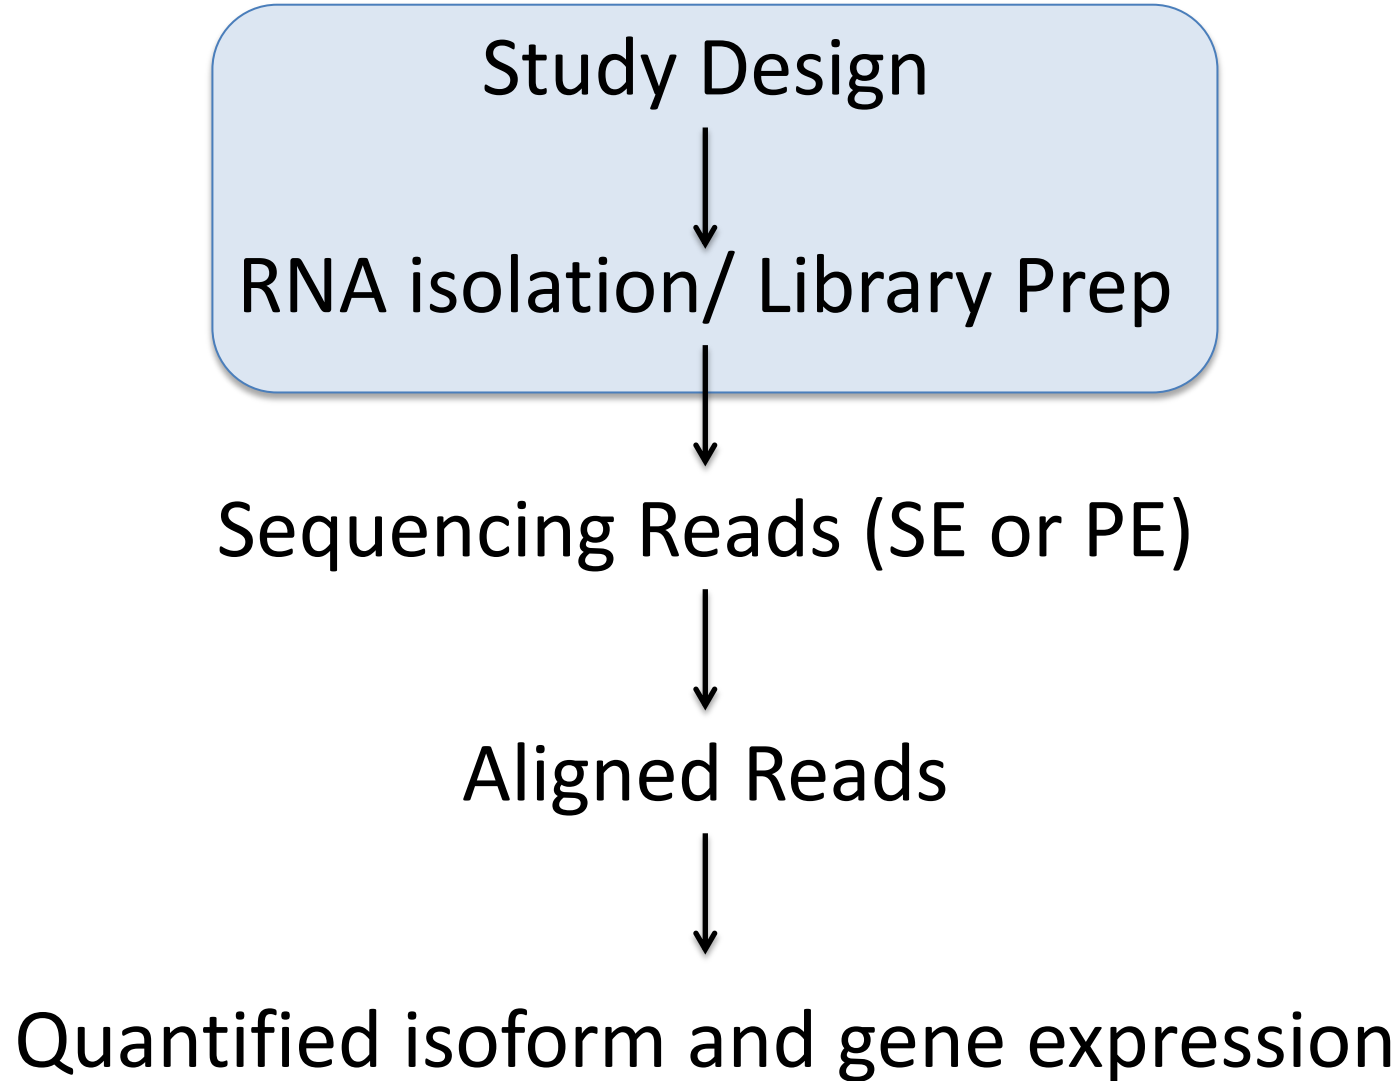 Study Design
RNA isolation/ Library Prep
Sequencing Reads (SE or PE)
Aligned Reads
Quantified isoform and gene expression